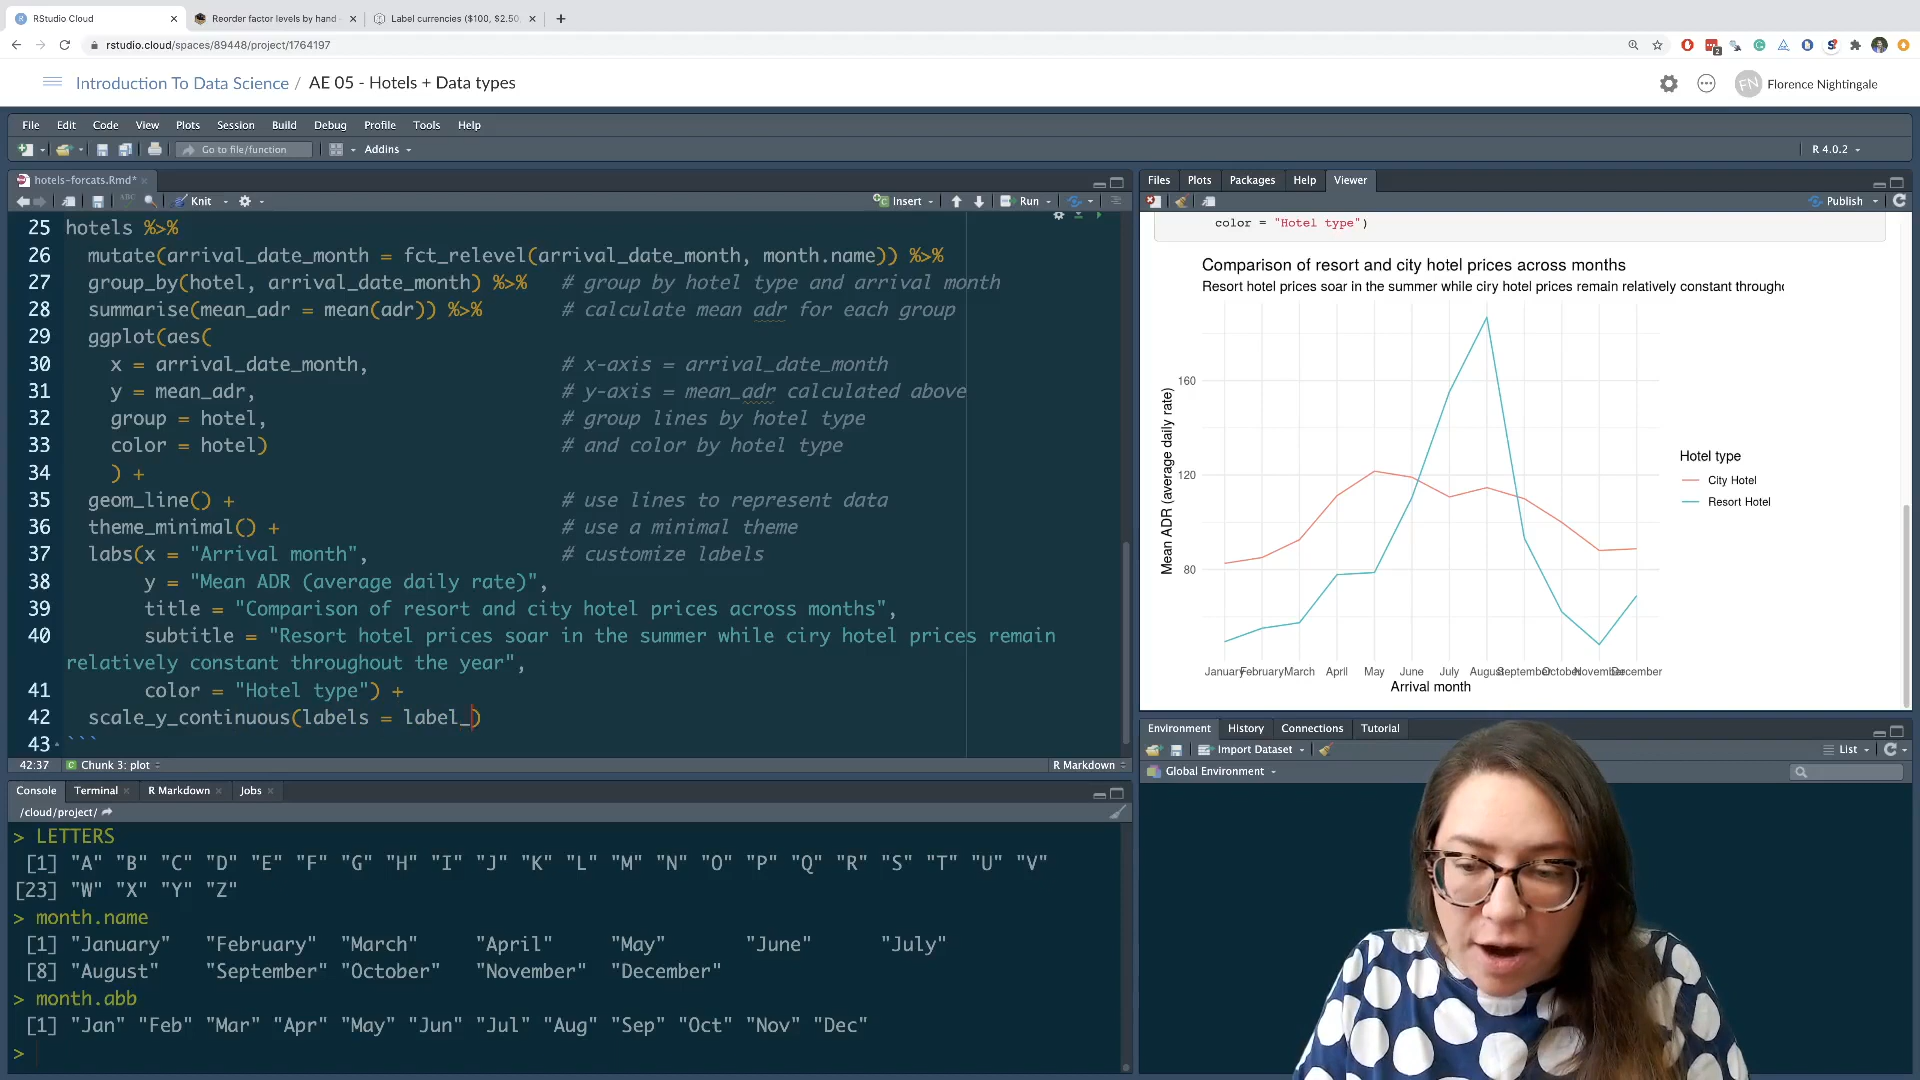 RStudio Cloud
Reorder factor levels by hand
Label currencies ($100, $2.50,
rstudio.cloud/spaces/89448/project/1764197
Introduction To Data Science / AE 05 - Hotels + Data types
FN Florence Nightingale
File Edit Code View Plots Session Build Debug Profile Tools Help
Go to file/function
Addins
R 4.0.2
hotels-forcats.Rmd*
Knit
Insert
Run
25 hotels %>%
26 mutate(arrival_date_month = fct_relevel(arrival_date_month, month.name)) %>%
27 group_by(hotel, arrival_date_month) %>% # group by hotel type and arrival month
28 summarise(mean_adr = mean(adr)) %>% # calculate mean adr for each group
29 ggplot(aes(
30 x = arrival_date_month, # x-axis = arrival_date_month
31 y = mean_adr, # y-axis = mean_adr calculated above
32 group = hotel, # group lines by hotel type
33 color = hotel) # and color by hotel type
34 ) +
35 geom_line() + # use lines to represent data
36 theme_minimal() + # use a minimal theme
37 labs(x = "Arrival month", # customize labels
38 y = "Mean ADR (average daily rate)",
39 title = "Comparison of resort and city hotel prices across months",
40 subtitle = "Resort hotel prices soar in the summer while ciry hotel prices remain
relatively constant throughout the year",
41 color = "Hotel type") +
42 scale_y_continuous(labels = label_)
43 ```
42:37 Chunk 3: plot
R Markdown
Console Terminal R Markdown Jobs
/cloud/project/
> LETTERS
[1] "A" "B" "C" "D" "E" "F" "G" "H" "I" "J" "K" "L" "M" "N" "O" "P" "Q" "R" "S" "T" "U" "V"
[23] "W" "X" "Y" "Z"
> month.name
[1] "January" "February" "March" "April" "May" "June" "July"
[8] "August" "September" "October" "November" "December"
> month.abb
[1] "Jan" "Feb" "Mar" "Apr" "May" "Jun" "Jul" "Aug" "Sep" "Oct" "Nov" "Dec"
>
Files Plots Packages Help Viewer
Publish
color = "Hotel type")
Comparison of resort and city hotel prices across months
Resort hotel prices soar in the summer while ciry hotel prices remain relatively constant througho
Mean ADR (average daily rate)
160
120
80
Hotel type
City Hotel
Resort Hotel
January February March April May June July August September October November December
Arrival month
Environment History Connections Tutorial
Import Dataset
List
Global Environment